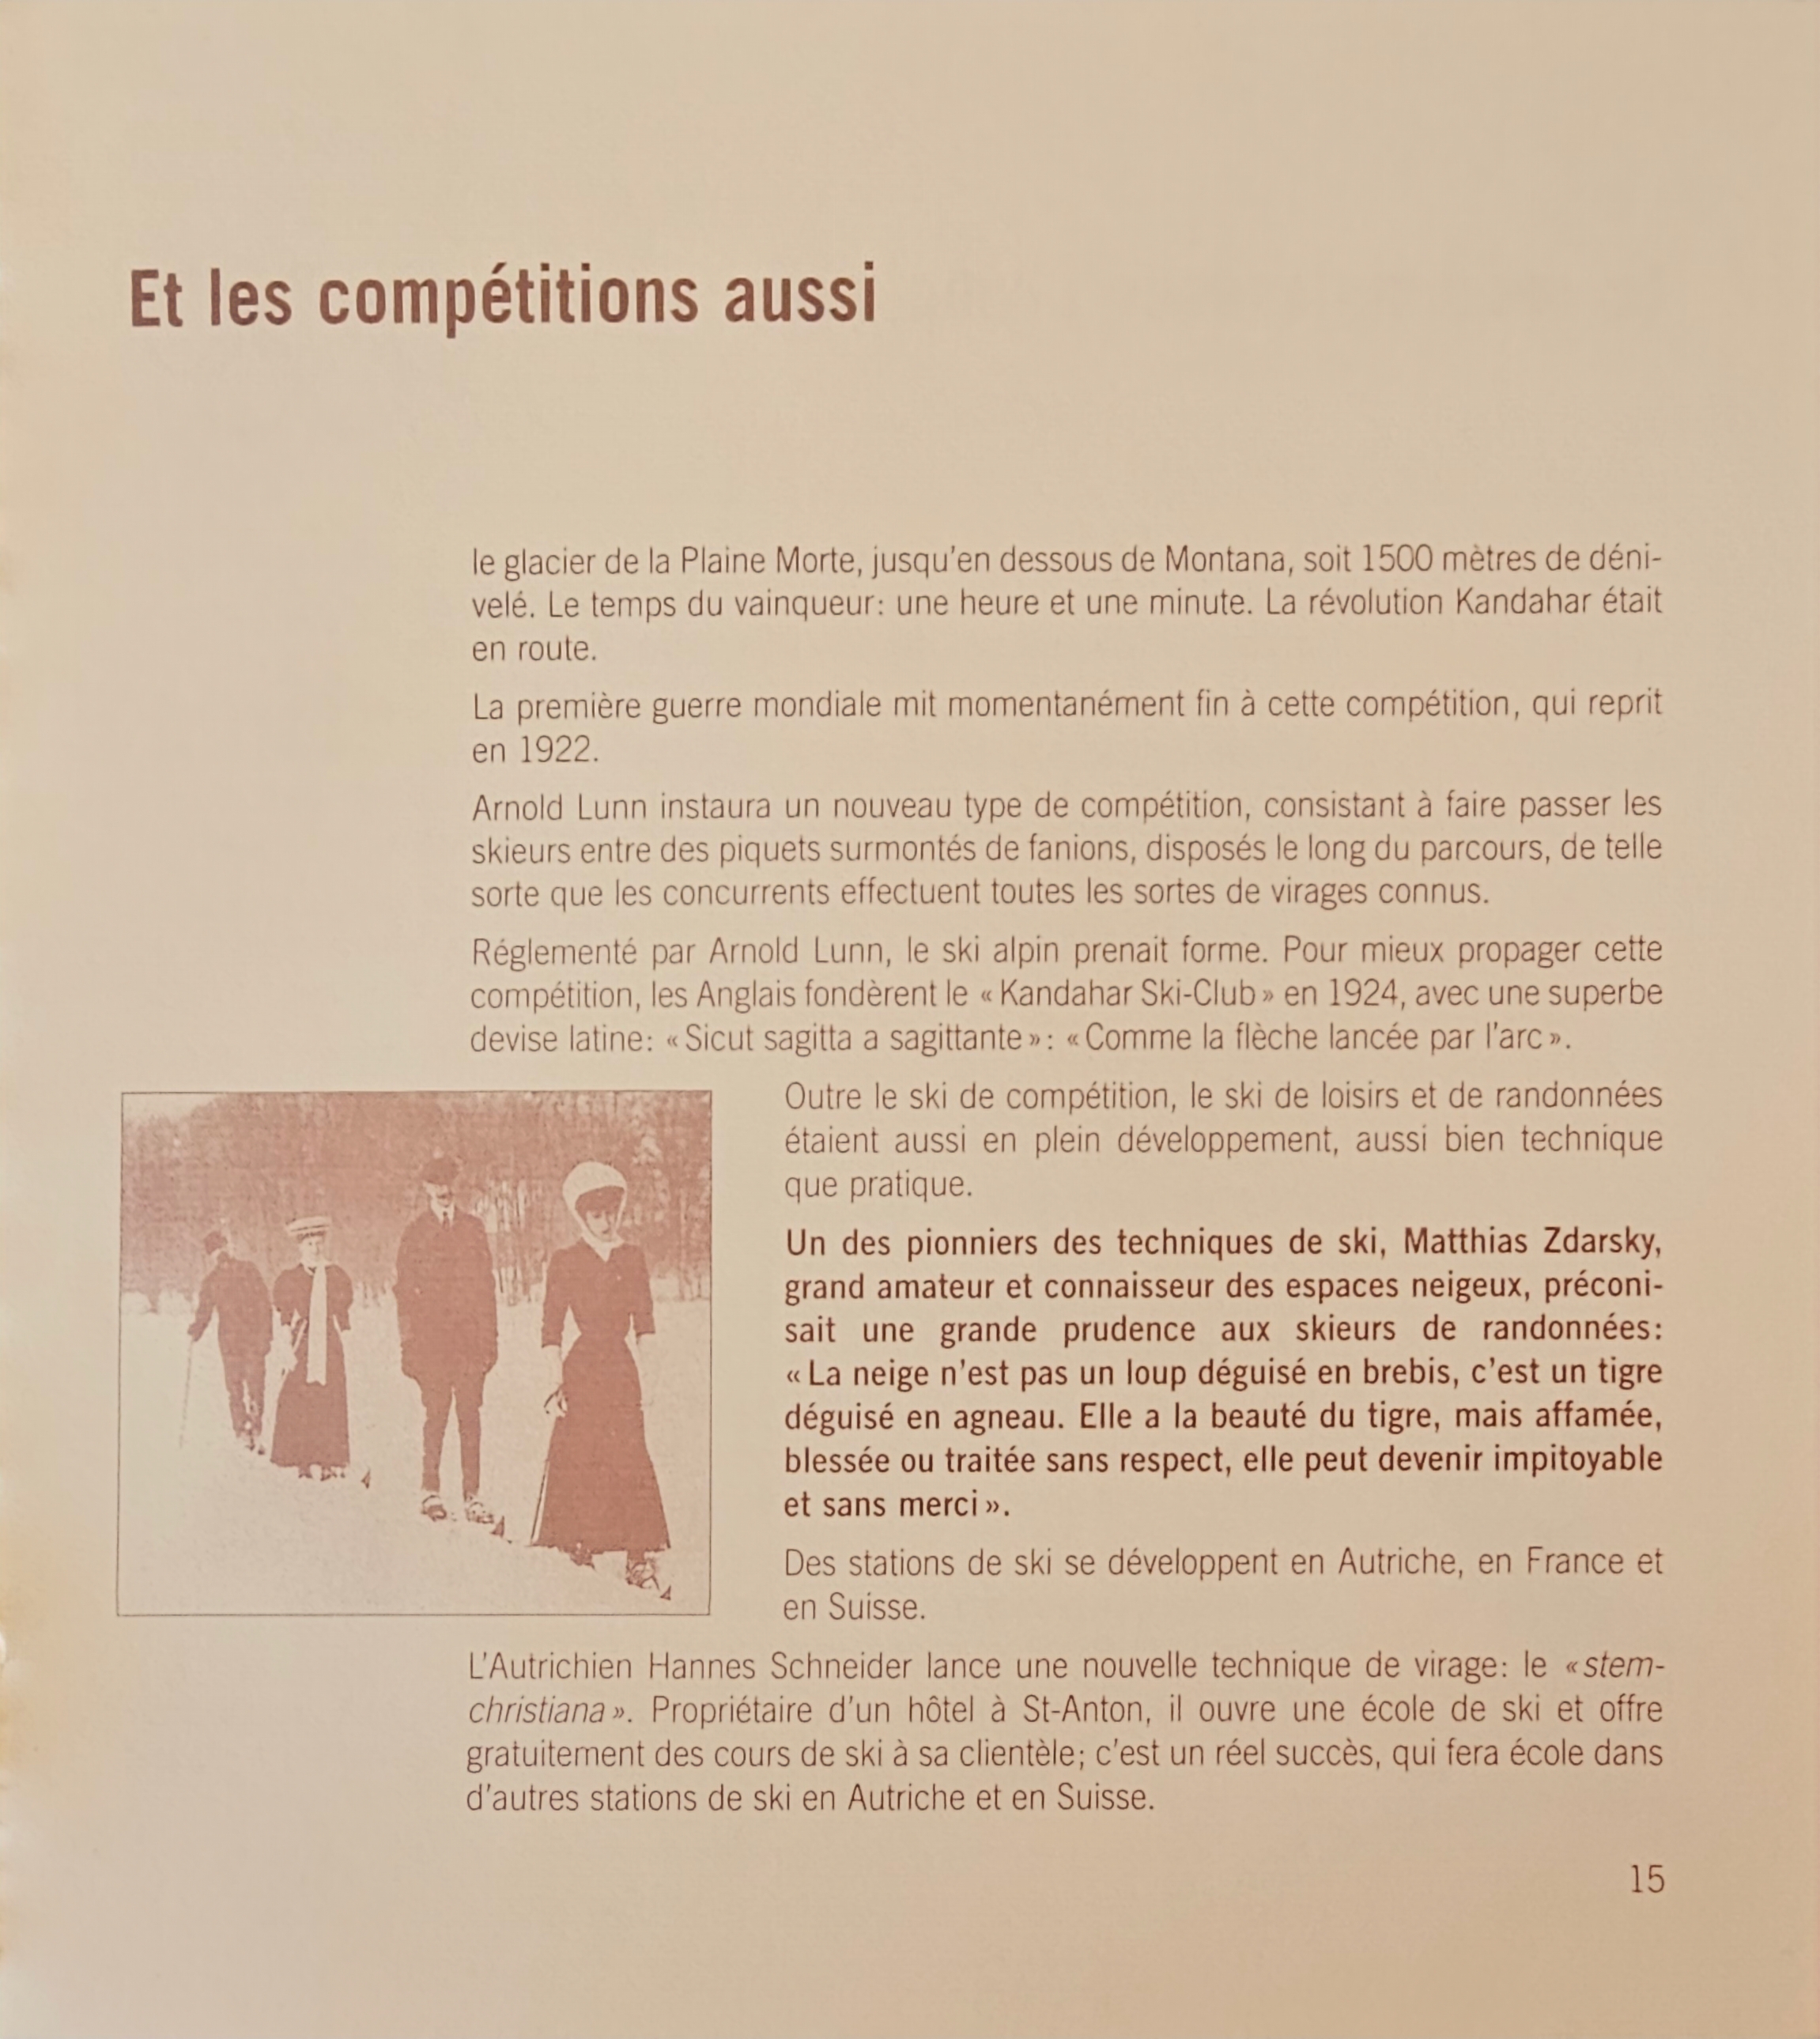 Et les compétitions aussi
le glacier de la Plaine Morte, jusqu'en dessous de Montana, soit 1500 mètres de déni-
velé. Le temps du vainqueur: une heure et une minute. La révolution Kandahar était
en route.
La première guerre mondiale mit momentanément fin à cette compétition, qui reprit
en 1922.
Arnold Lunn instaura un nouveau type de compétition, consistant à faire passer les
skieurs entre des piquets surmontés de fanions, disposés le long du parcours, de telle
sorte que les concurrents effectuent toutes les sortes de virages connus.
Réglementé par Arnold Lunn, le ski alpin prenait forme. Pour mieux propager cette
compétition, les Anglais fondèrent le « Kandahar Ski-Club » en 1924, avec une superbe
devise latine: « Sicut sagitta a sagittante » : « Comme la flèche lancée par l'arc ».
Outre le ski de compétition, le ski de loisirs et de randonnées
étaient aussi en plein développement, aussi bien technique
que pratique.
Un des pionniers des techniques de ski, Matthias Zdarsky,
grand amateur et connaisseur des espaces neigeux, préconi-
sait une grande prudence aux skieurs de randonnées:
« La neige n'est pas un loup déguisé en brebis, c'est un tigre
déguisé en agneau. Elle a la beauté du tigre, mais affamée,
blessée ou traitée sans respect, elle peut devenir impitoyable
et sans merci ».
Des stations de ski se développent en Autriche, en France et
en Suisse.
L'Autrichien Hannes Schneider lance une nouvelle technique de virage: le « stem-
christiana ». Propriétaire d'un hôtel à St-Anton, il ouvre une école de ski et offre
gratuitement des cours de ski à sa clientèle; c'est un réel succès, qui fera école dans
d'autres stations de ski en Autriche et en Suisse.
15